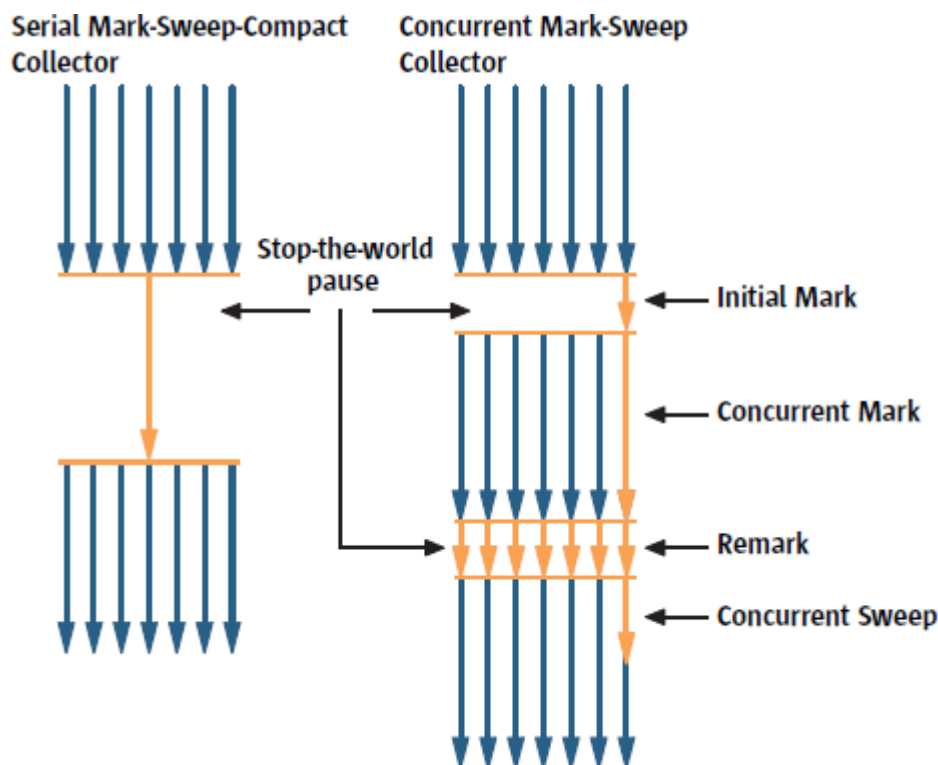 Serial Mark-Sweep-Compact
Collector
Concurrent Mark-Sweep
Collector
Stop-the-world
pause
Initial Mark
Concurrent Mark
Remark
Concurrent Sweep